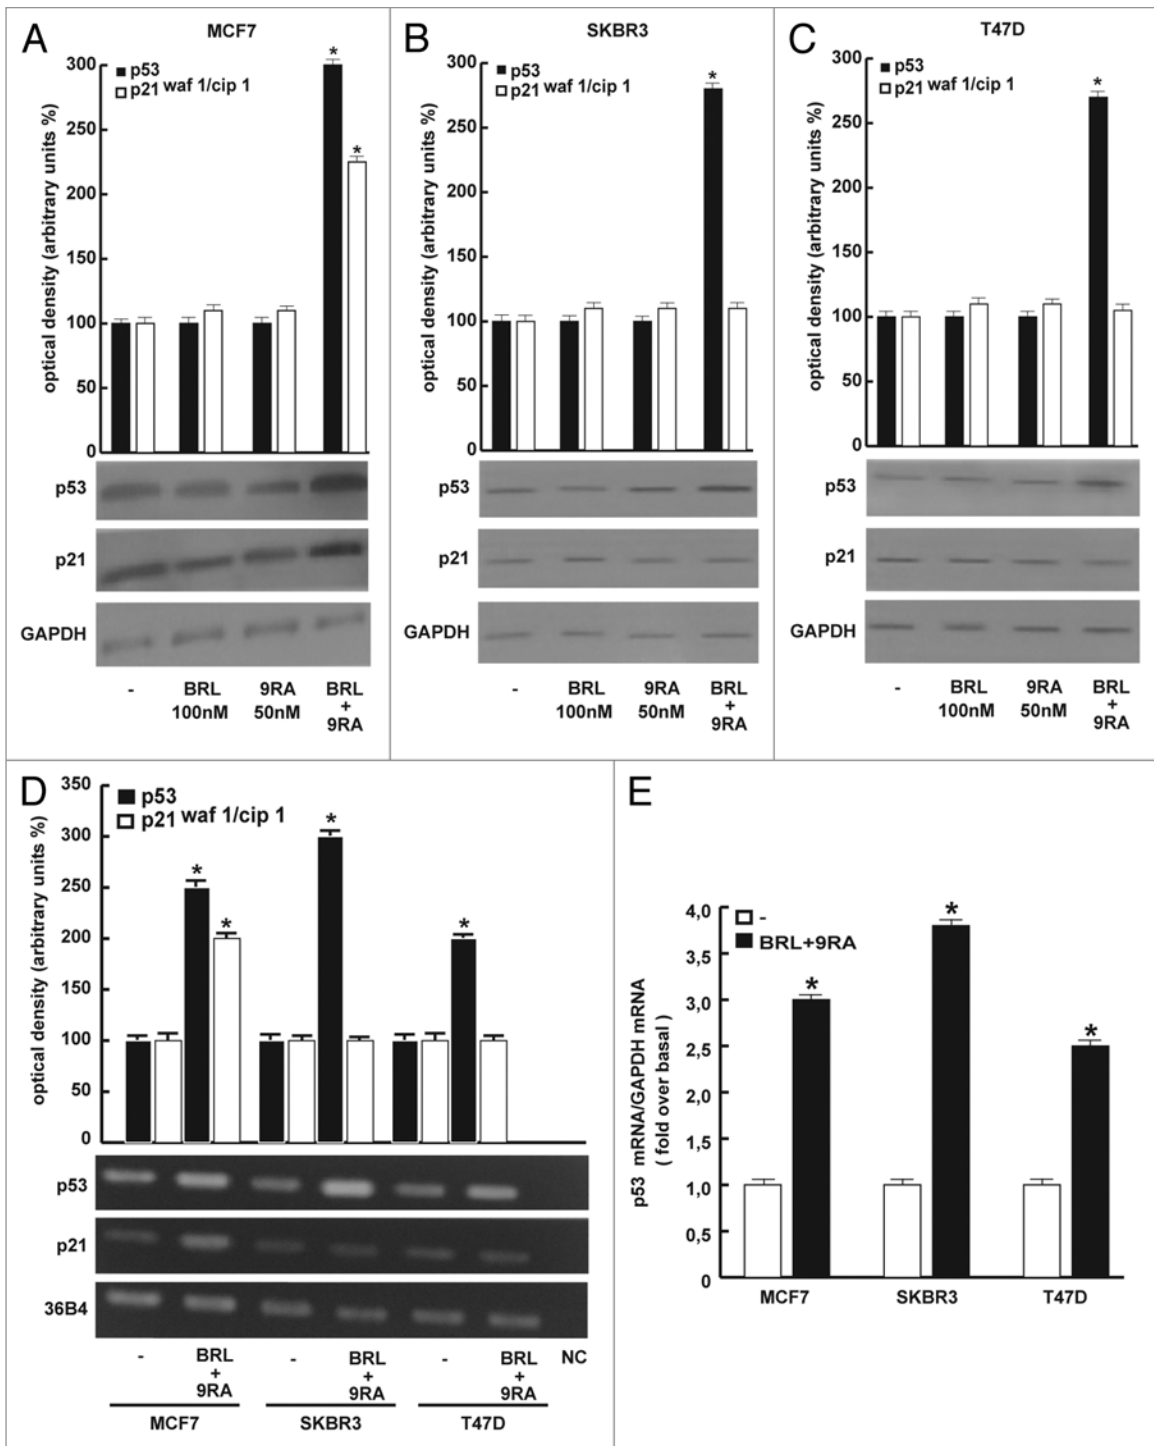 A
MCF7
p53
p21 waf 1/cip 1
optical density (arbitrary units %)
300
250
200
150
100
50
0
*
*
p53
p21
GAPDH
-
BRL
100nM
9RA
50nM
BRL
+
9RA
B
SKBR3
p53
p21 waf 1/cip 1
optical density (arbitrary units %)
300
250
200
150
100
50
0
*
p53
p21
GAPDH
-
BRL
100nM
9RA
50nM
BRL
+
9RA
C
T47D
p53
p21 waf 1/cip 1
optical density (arbitrary units %)
300
250
200
150
100
50
0
*
p53
p21
GAPDH
-
BRL
100nM
9RA
50nM
BRL
+
9RA
D
p53
p21 waf 1/cip 1
optical density (arbitrary units %)
350
300
250
200
150
100
50
0
*
*
*
*
p53
p21
36B4
-
BRL
+
9RA
-
BRL
+
9RA
-
BRL
+
9RA
NC
MCF7
SKBR3
T47D
E
-
BRL+9RA
p53 mRNA/GAPDH mRNA
( fold over basal )
4,0
3,5
3,0
2,5
2,0
1,5
1,0
0,5
0
*
*
*
MCF7
SKBR3
T47D